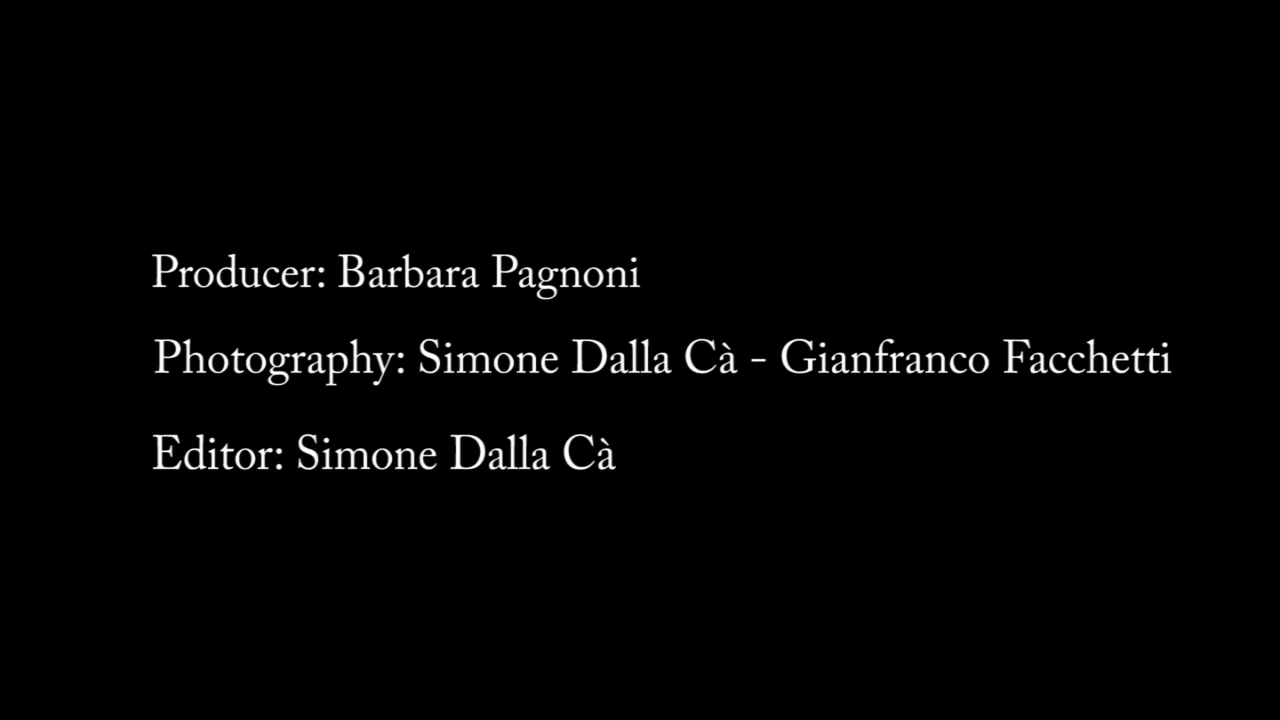 Producer: Barbara Pagnoni
Photography: Simone Dalla Cà - Gianfranco Facchetti
Editor: Simone Dalla Cà